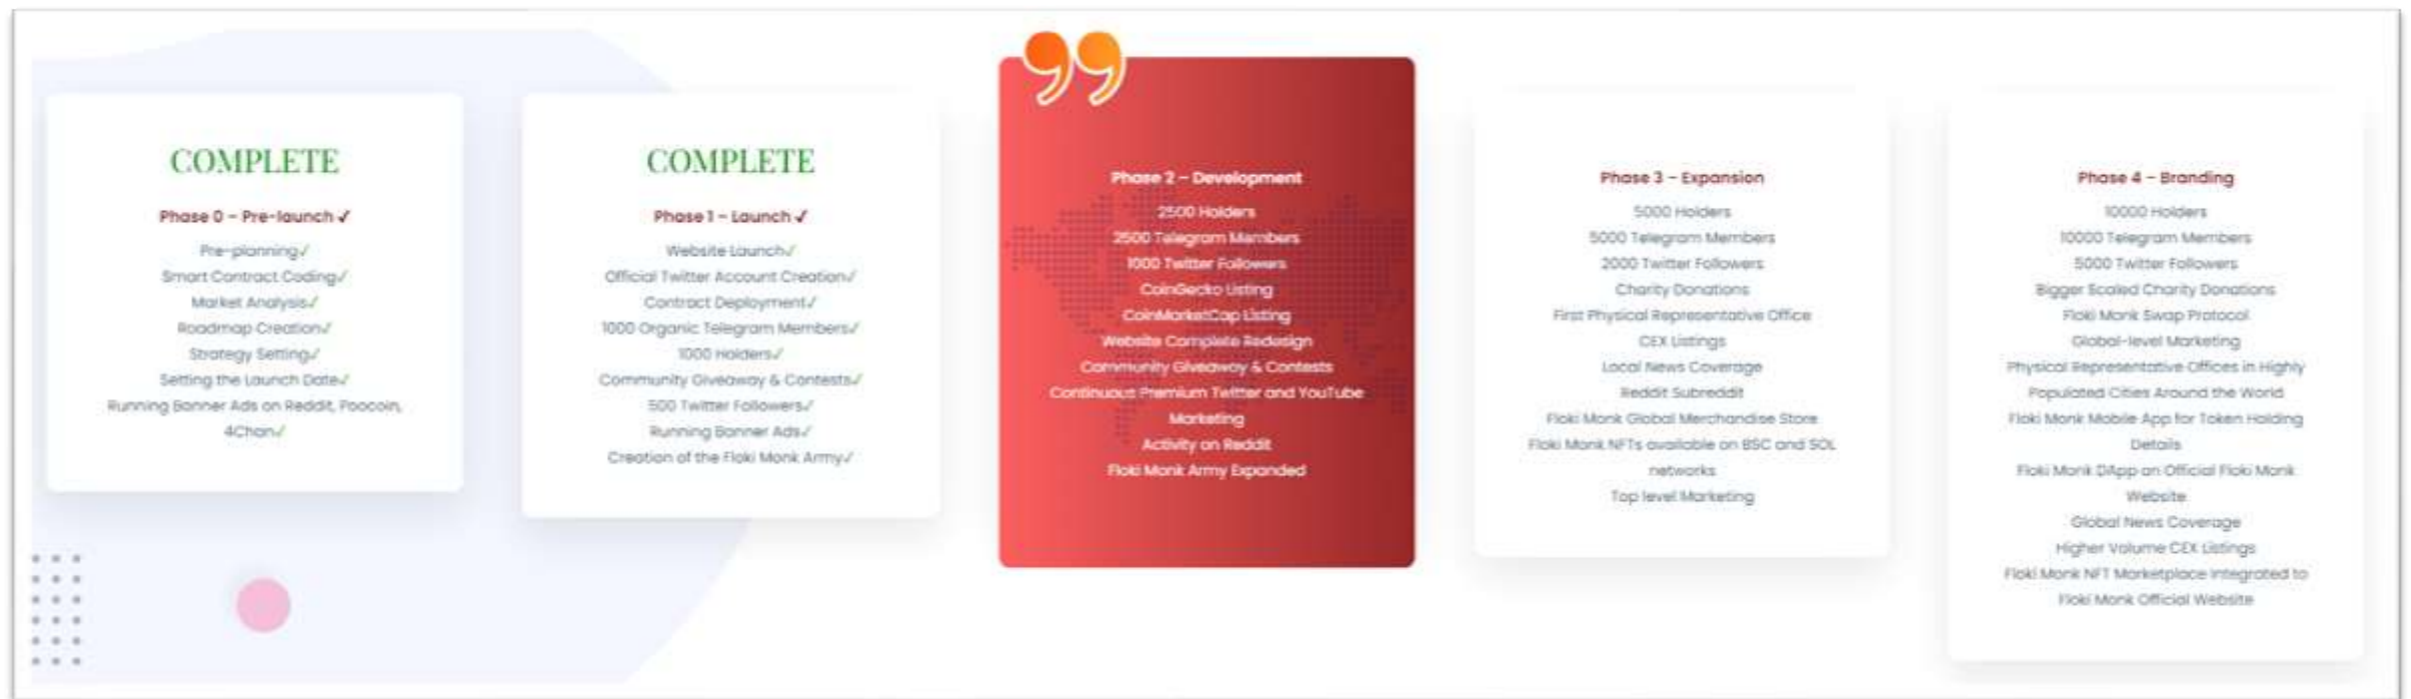 COMPLETE
Phase 0 – Pre-launch ✓
Pre-planning✓
Smart Contract Coding✓
Market Analysis✓
Roadmap Creation✓
Strategy Setting✓
Setting the Launch Date✓
Running Banner Ads on Reddit, Poocoin,
4Chan✓
COMPLETE
Phase 1 – Launch ✓
Website Launch✓
Official Twitter Account Creation✓
Contract Deployment✓
1000 Organic Telegram Members✓
1000 Holders✓
Community Giveaway & Contests✓
500 Twitter Followers✓
Running Banner Ads✓
Creation of the Floki Monk Army✓
Phase 2 – Development
2500 Holders
2500 Telegram Members
1000 Twitter Followers
CoinGecko Listing
CoinMarketCap Listing
Website Complete Redesign
Community Giveaway & Contests
Continuous Premium Twitter and YouTube
Marketing
Activity on Reddit
Floki Monk Army Expanded
Phase 3 – Expansion
5000 Holders
5000 Telegram Members
2000 Twitter Followers
Charity Donations
First Physical Representative Office
CEX Listings
Local News Coverage
Reddit Subreddit
Floki Monk Global Merchandise Store
Floki Monk NFTs available on BSC and SOL
networks
Top level Marketing
Phase 4 – Branding
10000 Holders
10000 Telegram Members
5000 Twitter Followers
Bigger Scaled Charity Donations
Floki Monk Swap Protocol
Global-level Marketing
Physical Representative Offices in Highly
Populated Cities Around the World
Floki Monk Mobile App for Token Holding
Details
Floki Monk DApp on Official Floki Monk
Website
Global News Coverage
Higher Volume CEX Listings
Floki Monk NFT Marketplace integrated to
Floki Monk Official Website